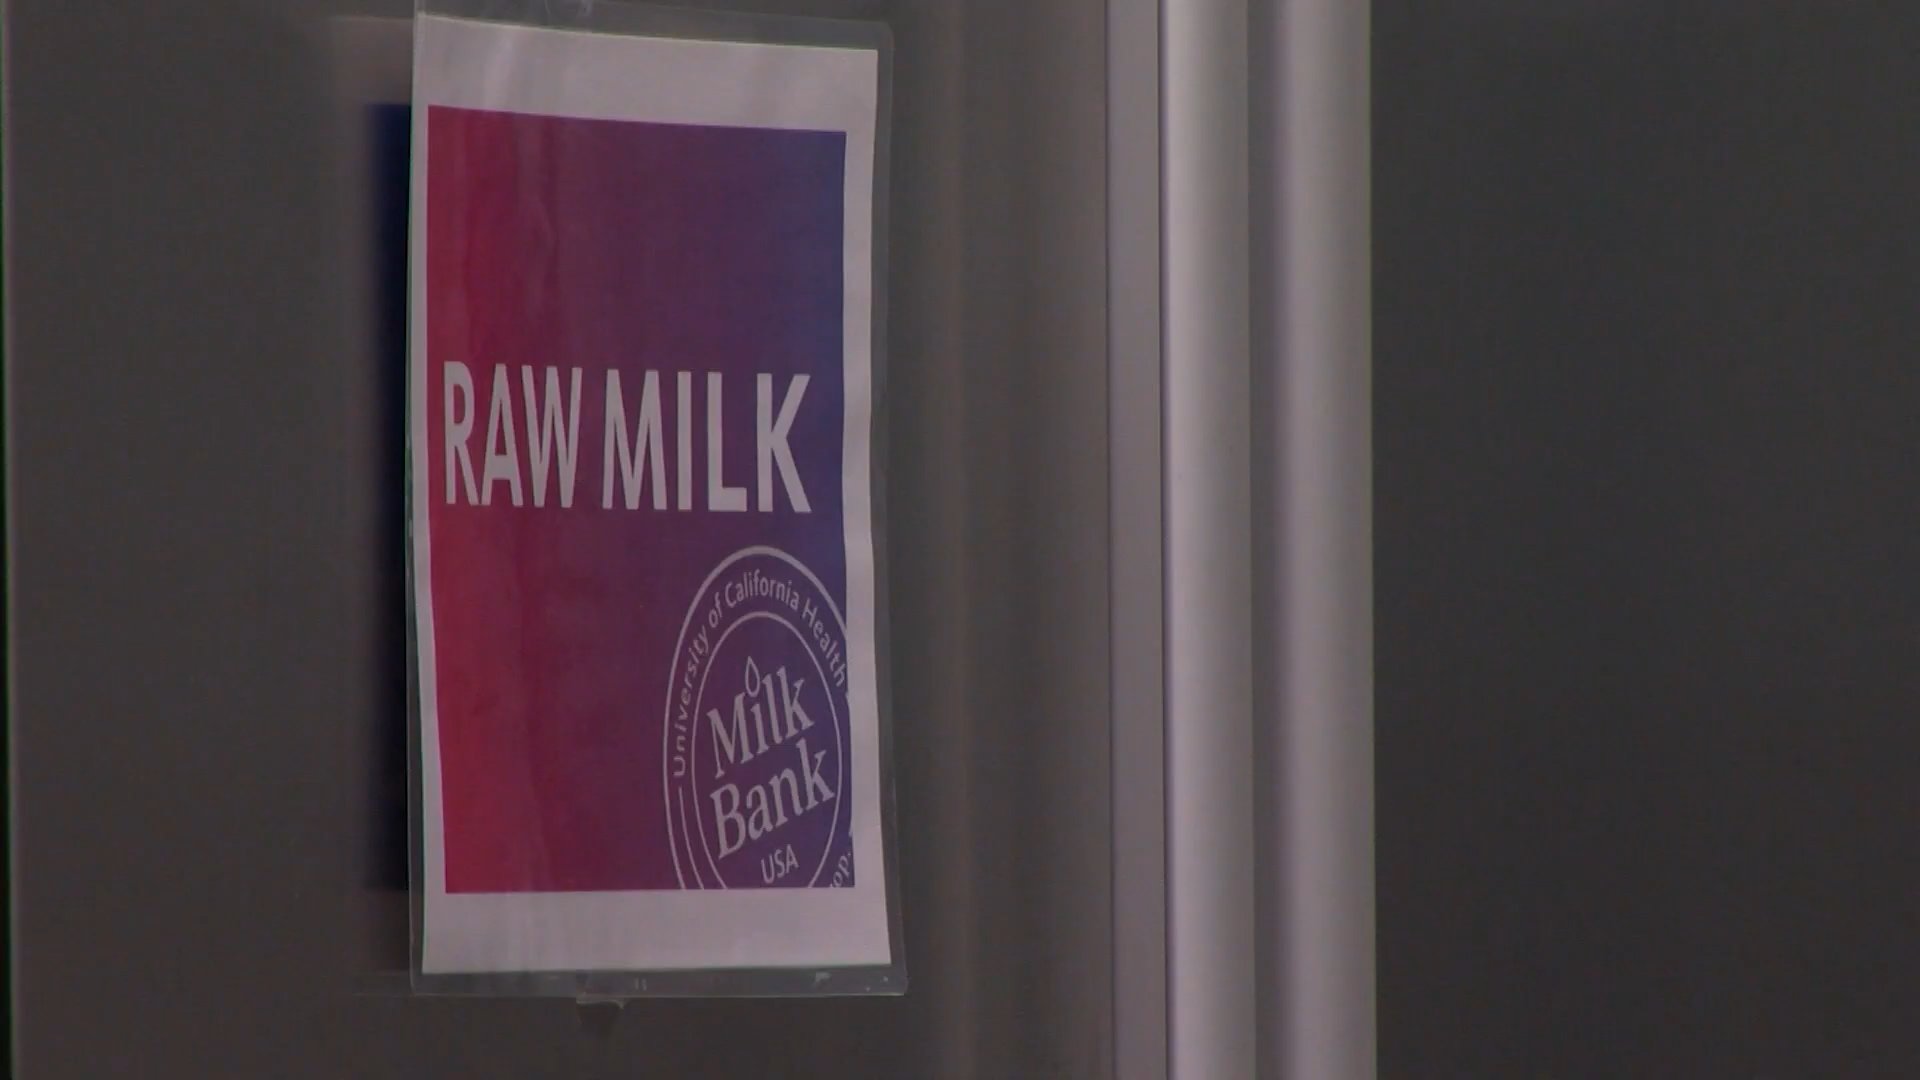 RAW MILK
University of California Health
Milk
Bank
USA